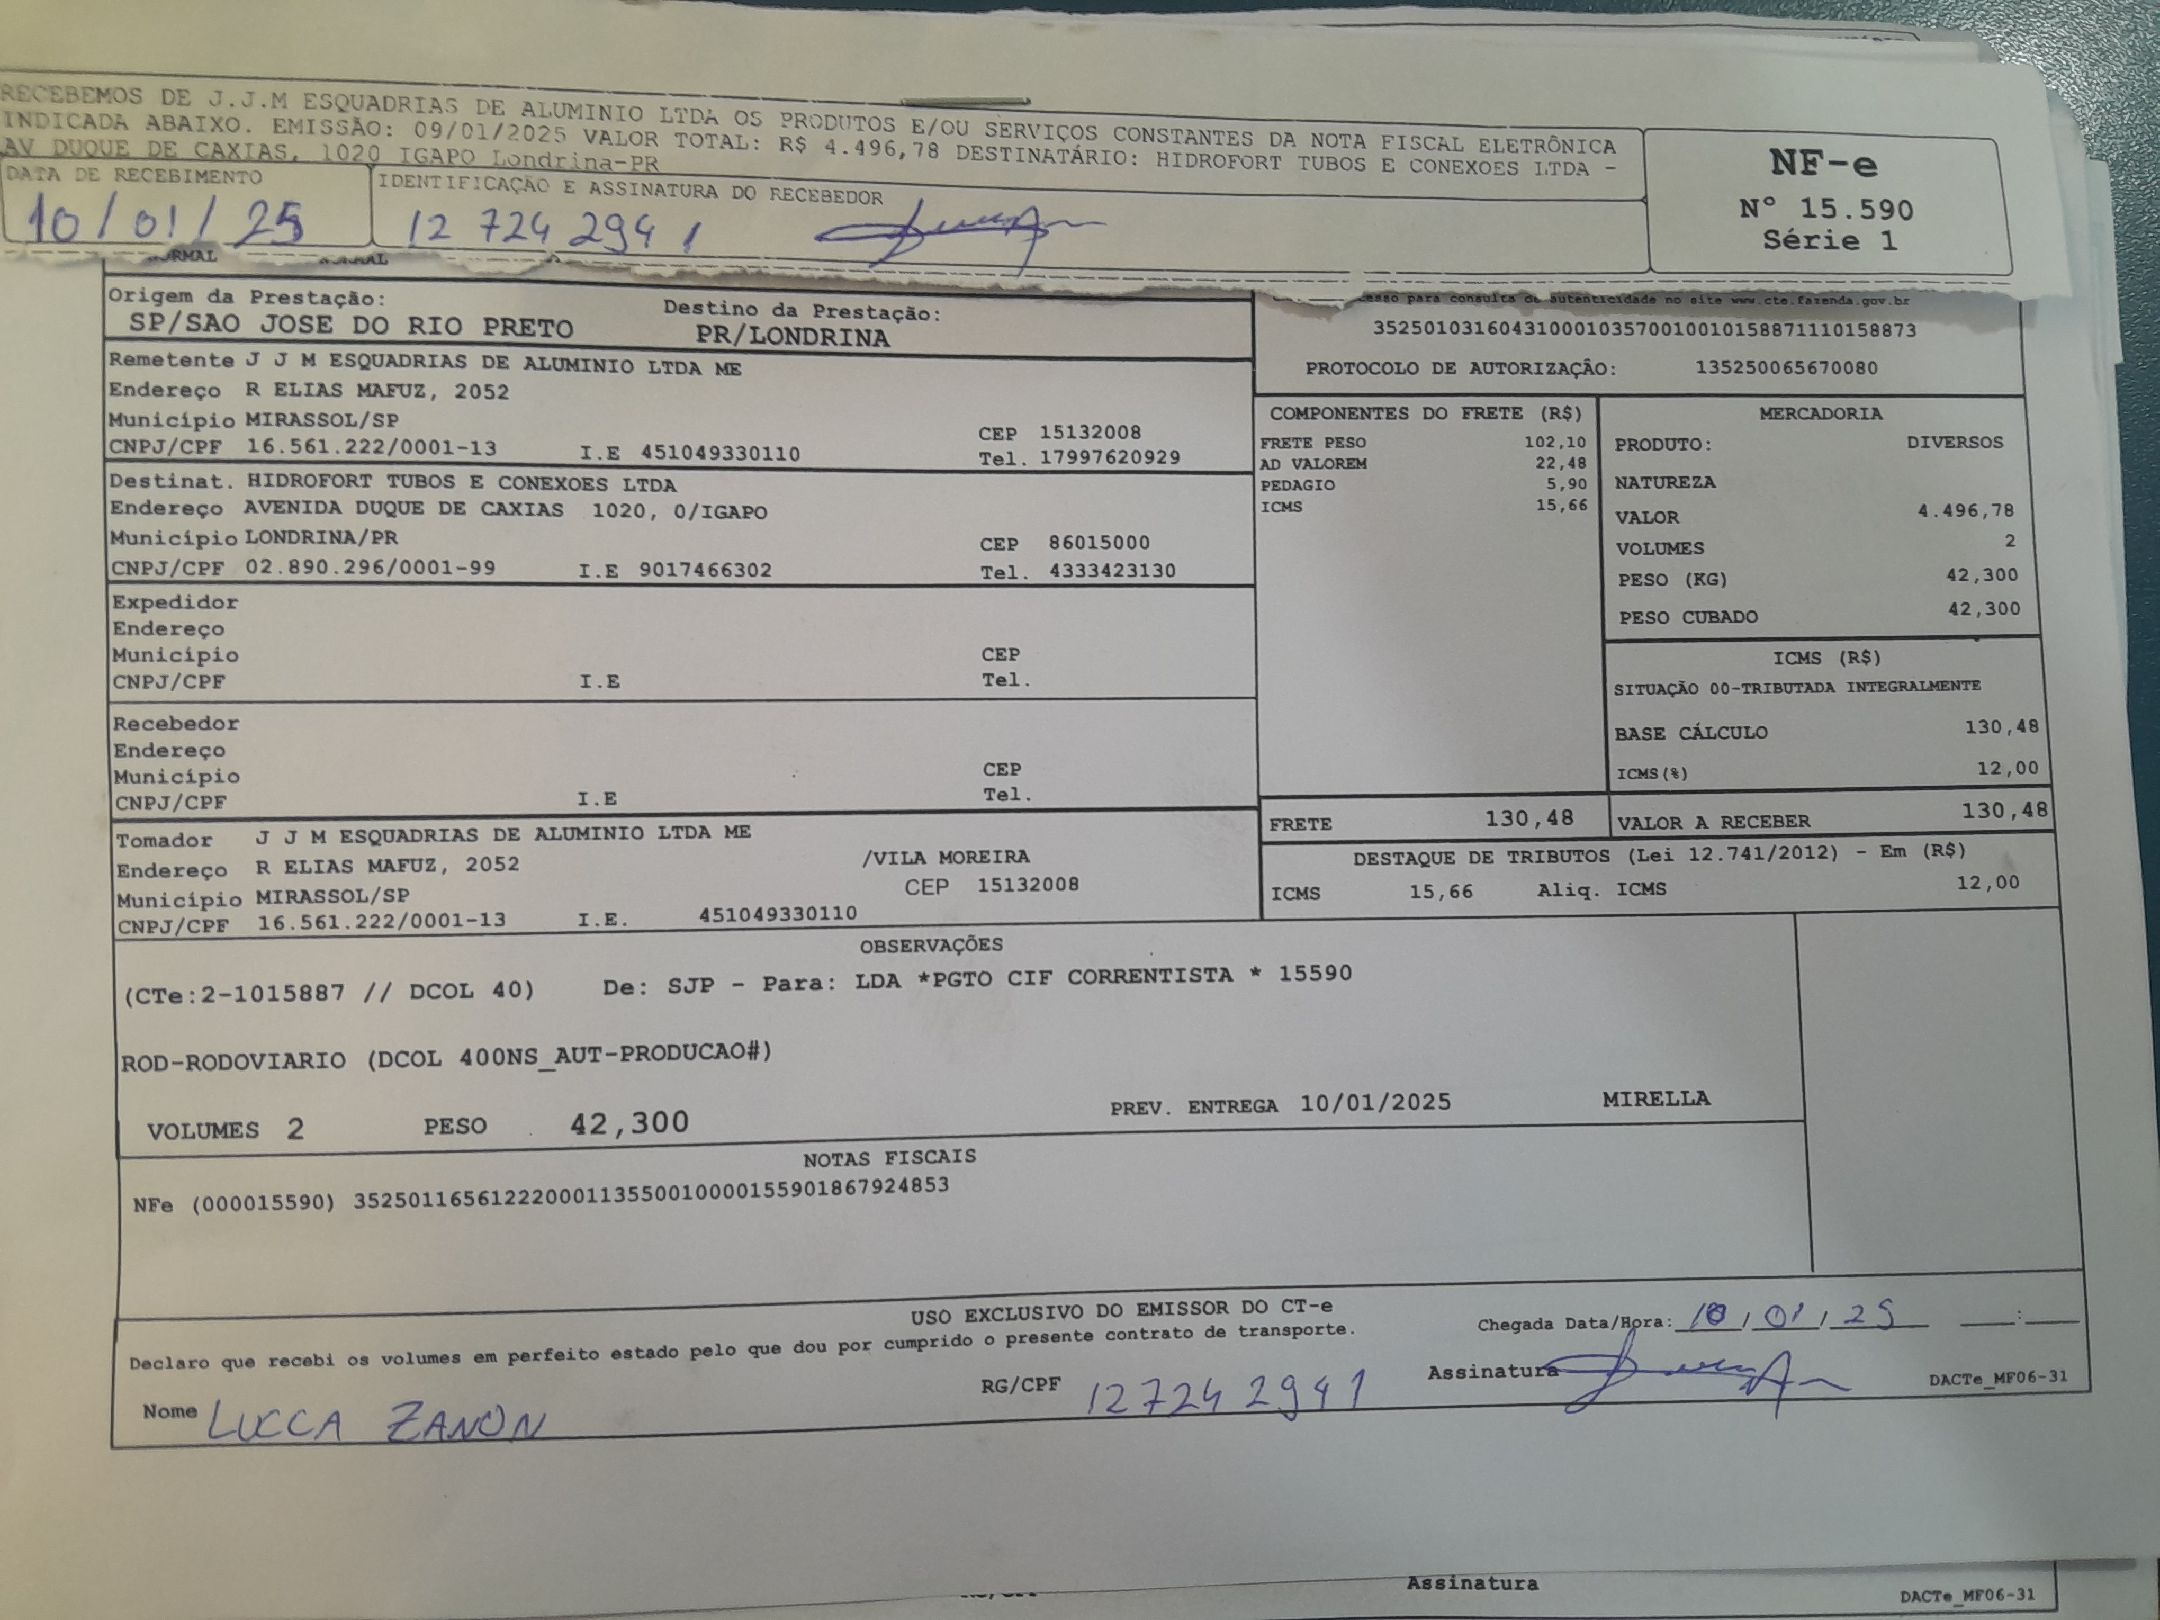 RECEBEMOS DE J.J.M ESQUADRIAS DE ALUMINIO LTDA OS PRODUTOS E/OU SERVIÇOS CONSTANTES DA NOTA FISCAL ELETRÔNICA
INDICADA ABAIXO. EMISSÃO: 09/01/2025 VALOR TOTAL: R$ 4.496,78 DESTINATÁRIO: HIDROFORT TUBOS E CONEXOES LTDA -
AV DUQUE DE CAXIAS, 1020 IGAPO Londrina-PR
NF-e
Nº 15.590
Série 1
DATA DE RECEBIMENTO
10/01/25
IDENTIFICAÇÃO E ASSINATURA DO RECEBEDOR
12 724 294 1
Origem da Prestação:
SP/SAO JOSE DO RIO PRETO
Destino da Prestação:
PR/LONDRINA
para consulta de autenticidade no site www.cte.fazenda.gov.br
35250103160431000103570010010158871110158873
PROTOCOLO DE AUTORIZAÇÃO: 135250065670080
Remetente J J M ESQUADRIAS DE ALUMINIO LTDA ME
Endereço R ELIAS MAFUZ, 2052
Município MIRASSOL/SP CEP 15132008
CNPJ/CPF 16.561.222/0001-13 I.E 451049330110 Tel. 17997620929
Destinat. HIDROFORT TUBOS E CONEXOES LTDA
Endereço AVENIDA DUQUE DE CAXIAS 1020, 0/IGAPO
Município LONDRINA/PR CEP 86015000
CNPJ/CPF 02.890.296/0001-99 I.E 9017466302 Tel. 4333423130
Expedidor
Endereço
Município CEP
CNPJ/CPF I.E Tel.
Recebedor
Endereço
Município CEP
CNPJ/CPF I.E Tel.
Tomador J J M ESQUADRIAS DE ALUMINIO LTDA ME
Endereço R ELIAS MAFUZ, 2052 /VILA MOREIRA
Município MIRASSOL/SP CEP 15132008
CNPJ/CPF 16.561.222/0001-13 I.E. 451049330110
COMPONENTES DO FRETE (R$)
FRETE PESO 102,10
AD VALOREM 22,48
PEDAGIO 5,90
ICMS 15,66
MERCADORIA
PRODUTO: DIVERSOS
NATUREZA
VALOR 4.496,78
VOLUMES 2
PESO (KG) 42,300
PESO CUBADO 42,300
ICMS (R$)
SITUAÇÃO 00-TRIBUTADA INTEGRALMENTE
BASE CÁLCULO 130,48
ICMS(%) 12,00
FRETE 130,48
VALOR A RECEBER 130,48
DESTAQUE DE TRIBUTOS (Lei 12.741/2012) - Em (R$)
ICMS 15,66 Aliq. ICMS 12,00
OBSERVAÇÕES
(CTe:2-1015887 // DCOL 40) De: SJP - Para: LDA *PGTO CIF CORRENTISTA * 15590
ROD-RODOVIARIO (DCOL 400NS_AUT-PRODUCAO#)
VOLUMES 2 PESO 42,300 PREV. ENTREGA 10/01/2025 MIRELLA
NOTAS FISCAIS
NFe (000015590) 35250116561222000113550010000155901867924853
USO EXCLUSIVO DO EMISSOR DO CT-e
Declaro que recebi os volumes em perfeito estado pelo que dou por cumprido o presente contrato de transporte.
Chegada Data/Hora: 10/01/25 __:__
Nome LUCCA ZANON
RG/CPF 12724 2941
Assinatura
DACTe_MF06-31
Assinatura
DACTe_MF06-31